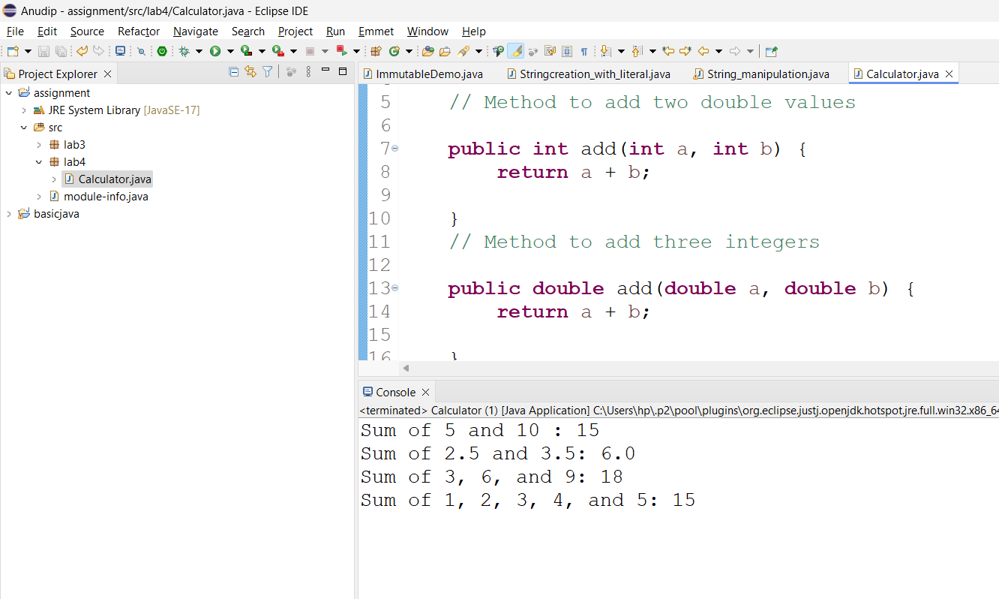 Anudip - assignment/src/lab4/Calculator.java - Eclipse IDE
File Edit Source Refactor Navigate Search Project Run Emmet Window Help
Project Explorer
assignment
JRE System Library [JavaSE-17]
src
lab3
lab4
Calculator.java
module-info.java
basicjava
ImmutableDemo.java Stringcreation_with_literal.java String_manipulation.java Calculator.java
5 // Method to add two double values
6
7 public int add(int a, int b) {
8 return a + b;
9
10 }
11 // Method to add three integers
12
13 public double add(double a, double b) {
14 return a + b;
15
16 }
Console
<terminated> Calculator (1) [Java Application] C:\Users\hp\.p2\pool\plugins\org.eclipse.justj.openjdk.hotspot.jre.full.win32.x86_64
Sum of 5 and 10 : 15
Sum of 2.5 and 3.5: 6.0
Sum of 3, 6, and 9: 18
Sum of 1, 2, 3, 4, and 5: 15